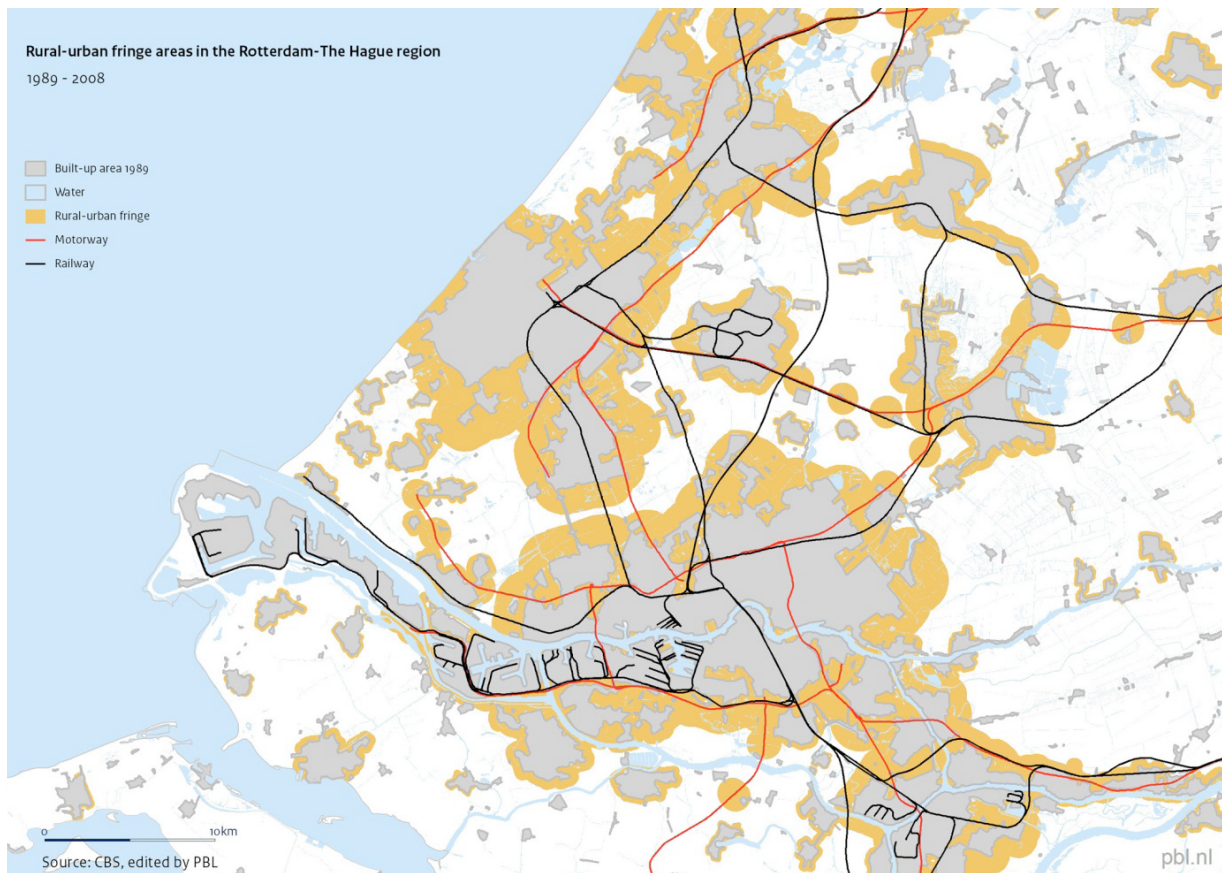 Rural-urban fringe areas in the Rotterdam-The Hague region
1989 - 2008
Built-up area 1989
Water
Rural-urban fringe
Motorway
Railway
0 10km
Source: CBS, edited by PBL
pbl.nl